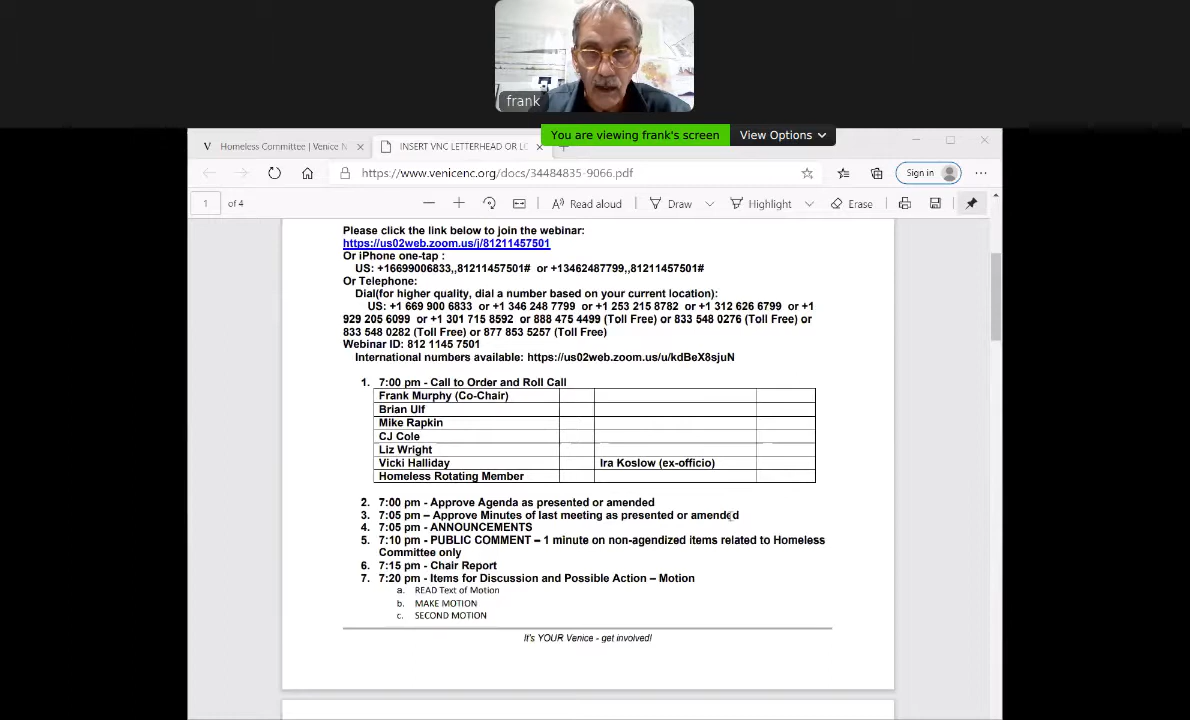 frank
You are viewing frank's screen View Options
V Homeless Committee | Venice N INSERT VNC LETTERHEAD OR LO
https://www.venicenc.org/docs/34484835-9066.pdf Sign in
1 of 4 Read aloud Draw Highlight Erase
Please click the link below to join the webinar:
https://us02web.zoom.us/j/81211457501
Or iPhone one-tap :
US: +16699006833,,81211457501# or +13462487799,,81211457501#
Or Telephone:
Dial(for higher quality, dial a number based on your current location):
US: +1 669 900 6833 or +1 346 248 7799 or +1 253 215 8782 or +1 312 626 6799 or +1
929 205 6099 or +1 301 715 8592 or 888 475 4499 (Toll Free) or 833 548 0276 (Toll Free) or
833 548 0282 (Toll Free) or 877 853 5257 (Toll Free)
Webinar ID: 812 1145 7501
International numbers available: https://us02web.zoom.us/u/kdBeX8sjuN
1. 7:00 pm - Call to Order and Roll Call
Frank Murphy (Co-Chair)
Brian Ulf
Mike Rapkin
CJ Cole
Liz Wright
Vicki Halliday Ira Koslow (ex-officio)
Homeless Rotating Member
2. 7:00 pm - Approve Agenda as presented or amended
3. 7:05 pm – Approve Minutes of last meeting as presented or amended
4. 7:05 pm - ANNOUNCEMENTS
5. 7:10 pm - PUBLIC COMMENT – 1 minute on non-agendized items related to Homeless
Committee only
6. 7:15 pm - Chair Report
7. 7:20 pm - Items for Discussion and Possible Action – Motion
a. READ Text of Motion
b. MAKE MOTION
c. SECOND MOTION
It's YOUR Venice - get involved!